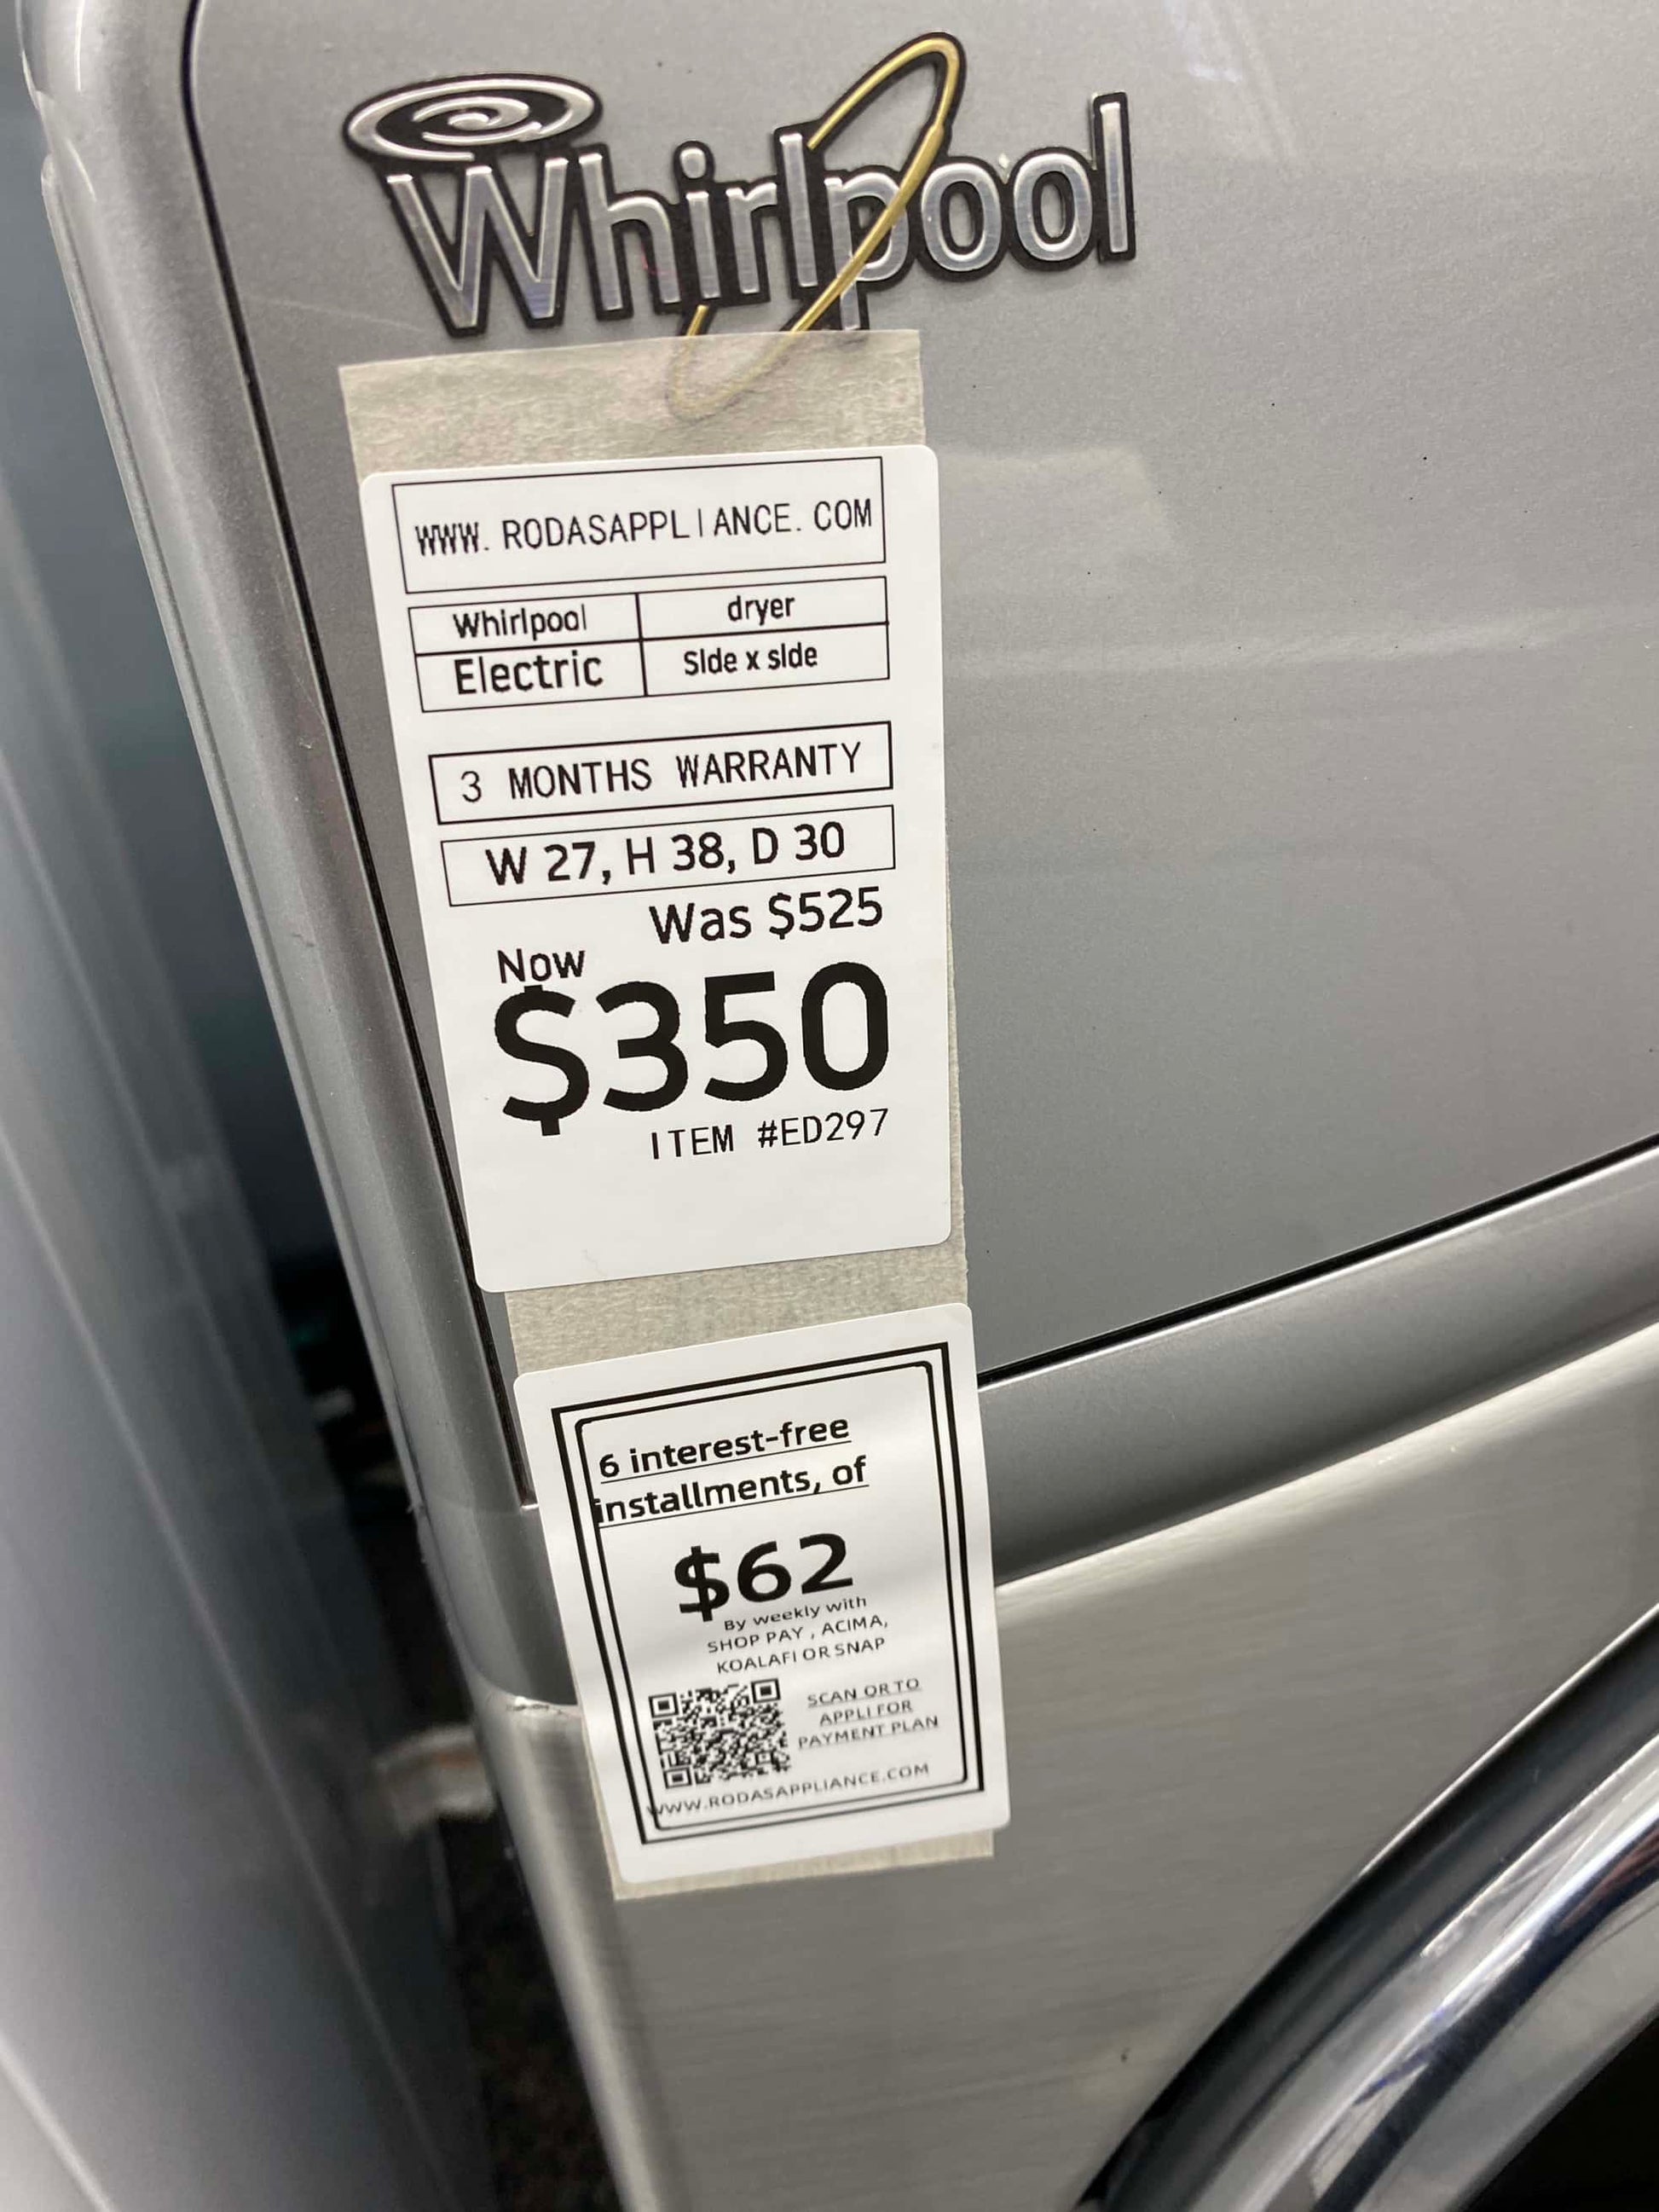 Whirlpool
WWW. RODASAPPLIANCE. COM
Whirlpool dryer
Electric Side x side
3 MONTHS WARRANTY
W 27, H 38, D 30
Was $525
Now
$350
ITEM #ED297
6 interest-free
installments, of
$62
By weekly with
SHOP PAY , ACIMA,
KOALAFI OR SNAP
SCAN OR TO
APPLI FOR
PAYMENT PLAN
WWW.RODASAPPLIANCE.COM